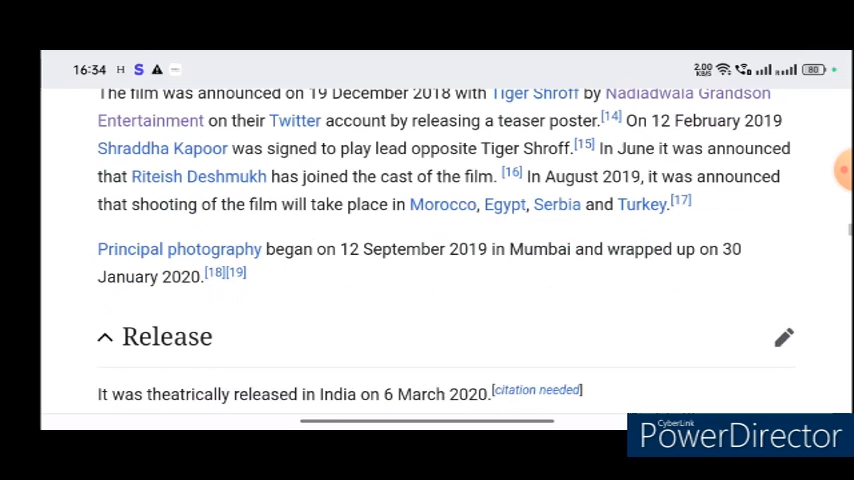 16:34 H S 2.00 KB/S 80
The film was announced on 19 December 2018 with Tiger Shroff by Nadiadwala Grandson
Entertainment on their Twitter account by releasing a teaser poster.[14] On 12 February 2019
Shraddha Kapoor was signed to play lead opposite Tiger Shroff.[15] In June it was announced
that Riteish Deshmukh has joined the cast of the film. [16] In August 2019, it was announced
that shooting of the film will take place in Morocco, Egypt, Serbia and Turkey.[17]
Principal photography began on 12 September 2019 in Mumbai and wrapped up on 30
January 2020.[18][19]
Release
It was theatrically released in India on 6 March 2020.[citation needed]
CyberLink
PowerDirector